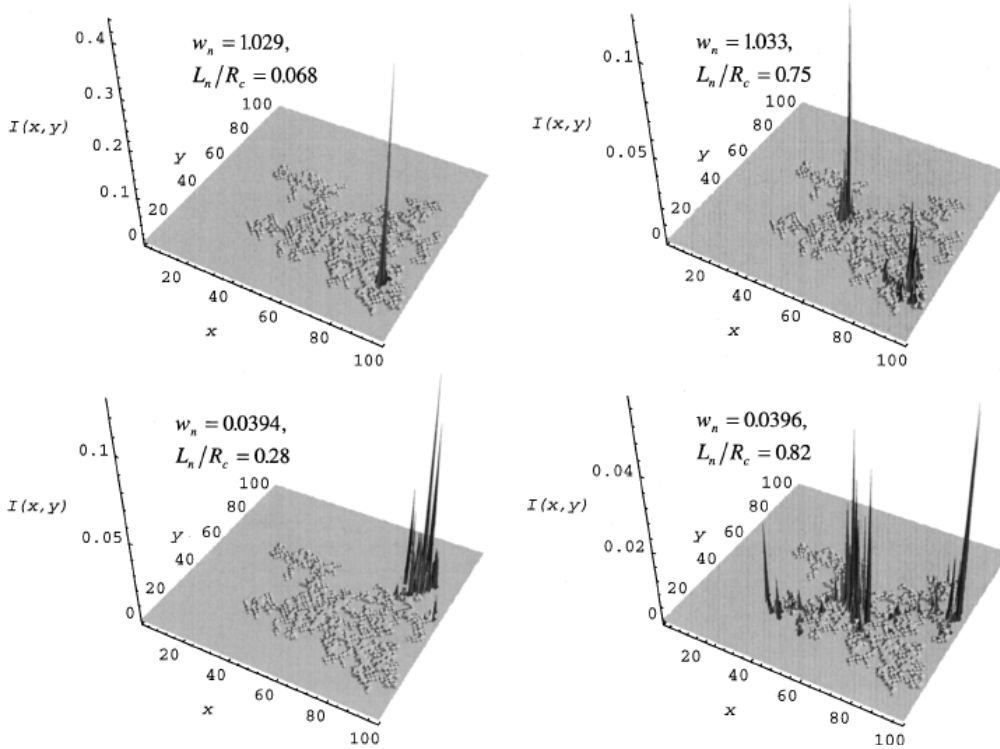 0.4
w_n = 1.029,
L_n/R_c = 0.068
0.3
I(x,y)
0.2
0.1
0
100
80
60
y
40
20
20
40
60
80
100
x
w_n = 1.033,
L_n/R_c = 0.75
0.1
I(x,y)
0.05
0
100
80
60
y
40
20
20
40
60
80
100
x
w_n = 0.0394,
L_n/R_c = 0.28
0.1
I(x,y)
0.05
0
100
80
60
y
40
20
20
40
60
80
100
x
w_n = 0.0396,
L_n/R_c = 0.82
0.04
I(x,y)
0.02
0
100
80
60
y
40
20
20
40
60
80
100
x